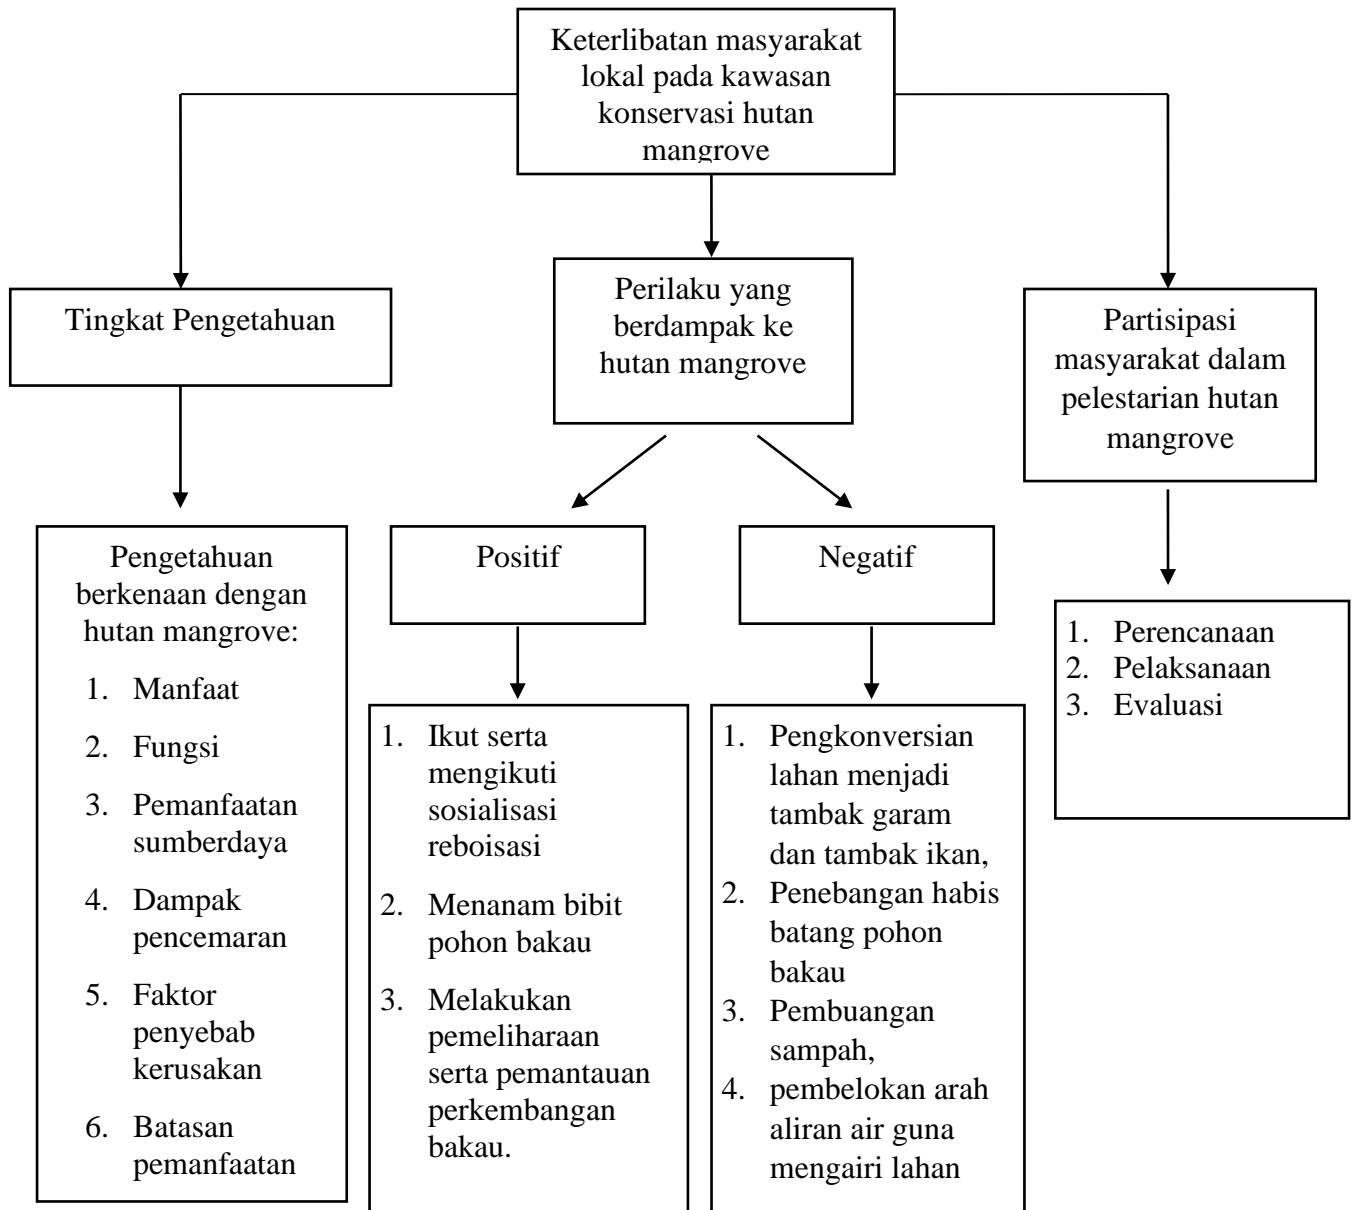 Keterlibatan masyarakat
lokal pada kawasan
konservasi hutan
mangrove
Tingkat Pengetahuan
Perilaku yang
berdampak ke
hutan mangrove
Partisipasi
masyarakat dalam
pelestarian hutan
mangrove
Pengetahuan
berkenaan dengan
hutan mangrove:
1. Manfaat
2. Fungsi
3. Pemanfaatan
sumberdaya
4. Dampak
pencemaran
5. Faktor
penyebab
kerusakan
6. Batasan
pemanfaatan
Positif
1. Ikut serta
mengikuti
sosialisasi
reboisasi
2. Menanam bibit
pohon bakau
3. Melakukan
pemeliharaan
serta pemantauan
perkembangan
bakau.
Negatif
1. Pengkonversian
lahan menjadi
tambak garam
dan tambak ikan,
2. Penebangan habis
batang pohon
bakau
3. Pembuangan
sampah,
4. pembelokan arah
aliran air guna
mengairi lahan
1. Perencanaan
2. Pelaksanaan
3. Evaluasi